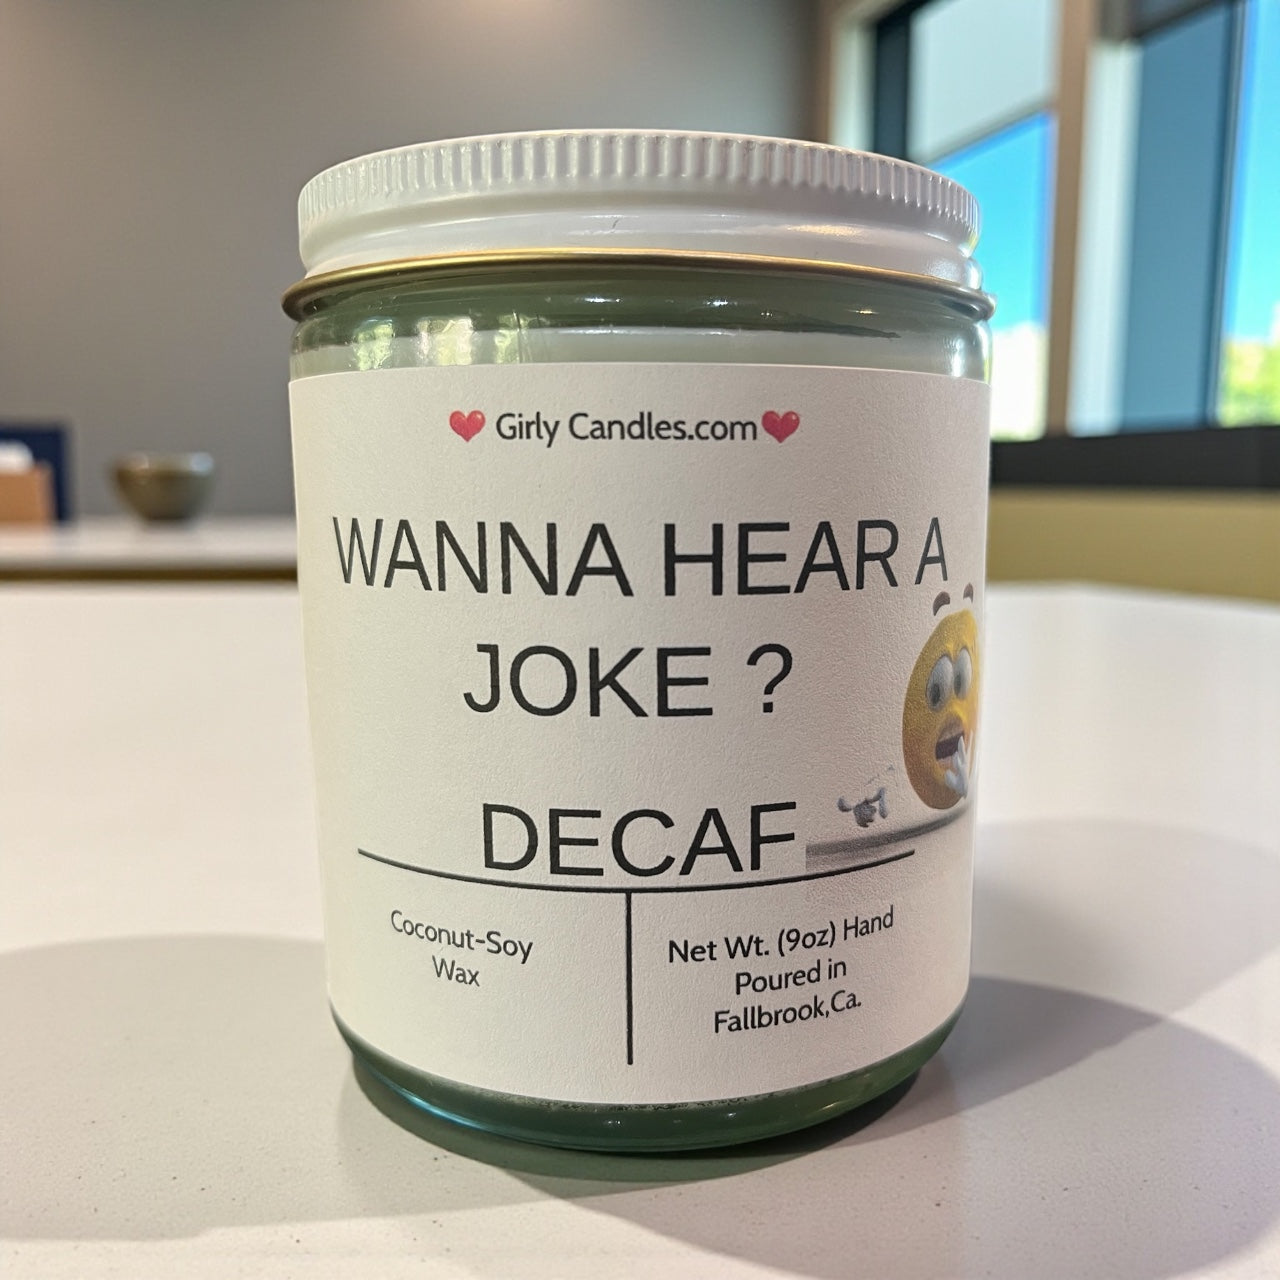 ❤ Girly Candles.com ❤
WANNA HEAR A
JOKE ?
DECAF
Coconut-Soy
Wax
Net Wt. (9oz) Hand
Poured in
Fallbrook,Ca.